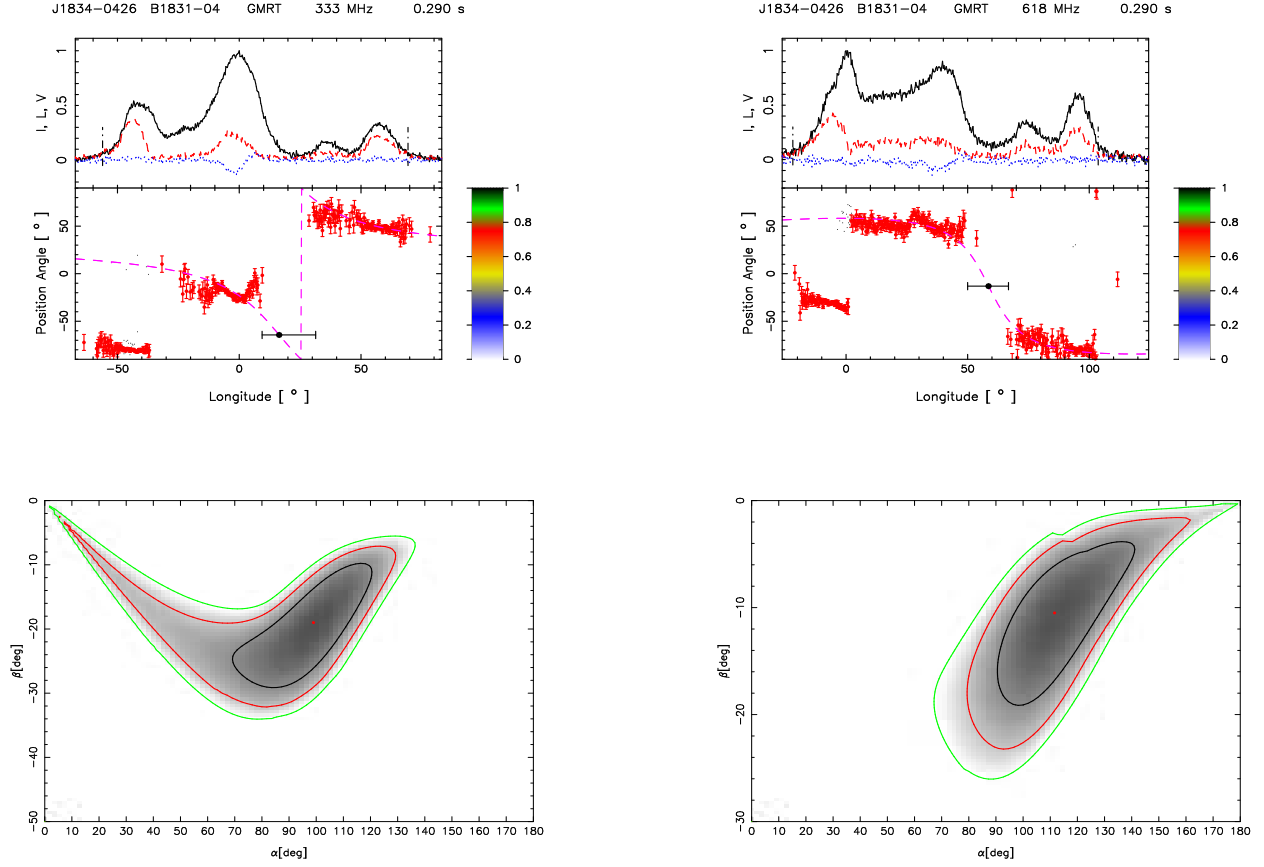 J1834-0426 B1831-04 GMRT 333 MHz 0.290 s
I, L, V
1
0.5
0
Position Angle [ ° ]
50
0
-50
-50 0 50
Longitude [ ° ]
1
0.8
0.6
0.4
0.2
0
J1834-0426 B1831-04 GMRT 618 MHz 0.290 s
I, L, V
1
0.5
0
Position Angle [ ° ]
50
0
-50
0 50 100
Longitude [ ° ]
1
0.8
0.6
0.4
0.2
0
β[deg]
0
-10
-20
-30
-40
-50
0 10 20 30 40 50 60 70 80 90 100 110 120 130 140 150 160 170 180
α[deg]
β[deg]
0
-10
-20
-30
0 10 20 30 40 50 60 70 80 90 100 110 120 130 140 150 160 170 180
α[deg]